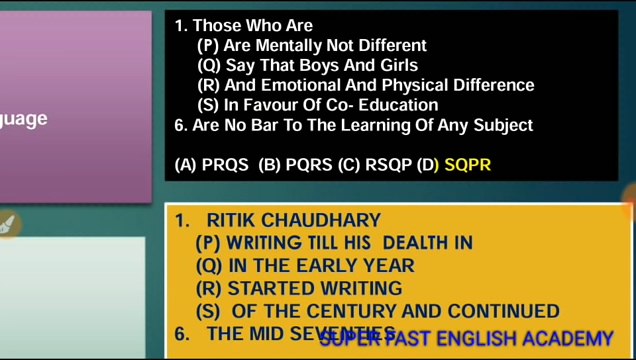 1. Those Who Are
(P) Are Mentally Not Different
(Q) Say That Boys And Girls
(R) And Emotional And Physical Difference
(S) In Favour Of Co- Education
6. Are No Bar To The Learning Of Any Subject
(A) PRQS (B) PQRS (C) RSQP (D) SQPR
guage
1. RITIK CHAUDHARY
(P) WRITING TILL HIS DEALTH IN
(Q) IN THE EARLY YEAR
(R) STARTED WRITING
(S) OF THE CENTURY AND CONTINUED
6. THE MID SEVENTIES
SUPER FAST ENGLISH ACADEMY